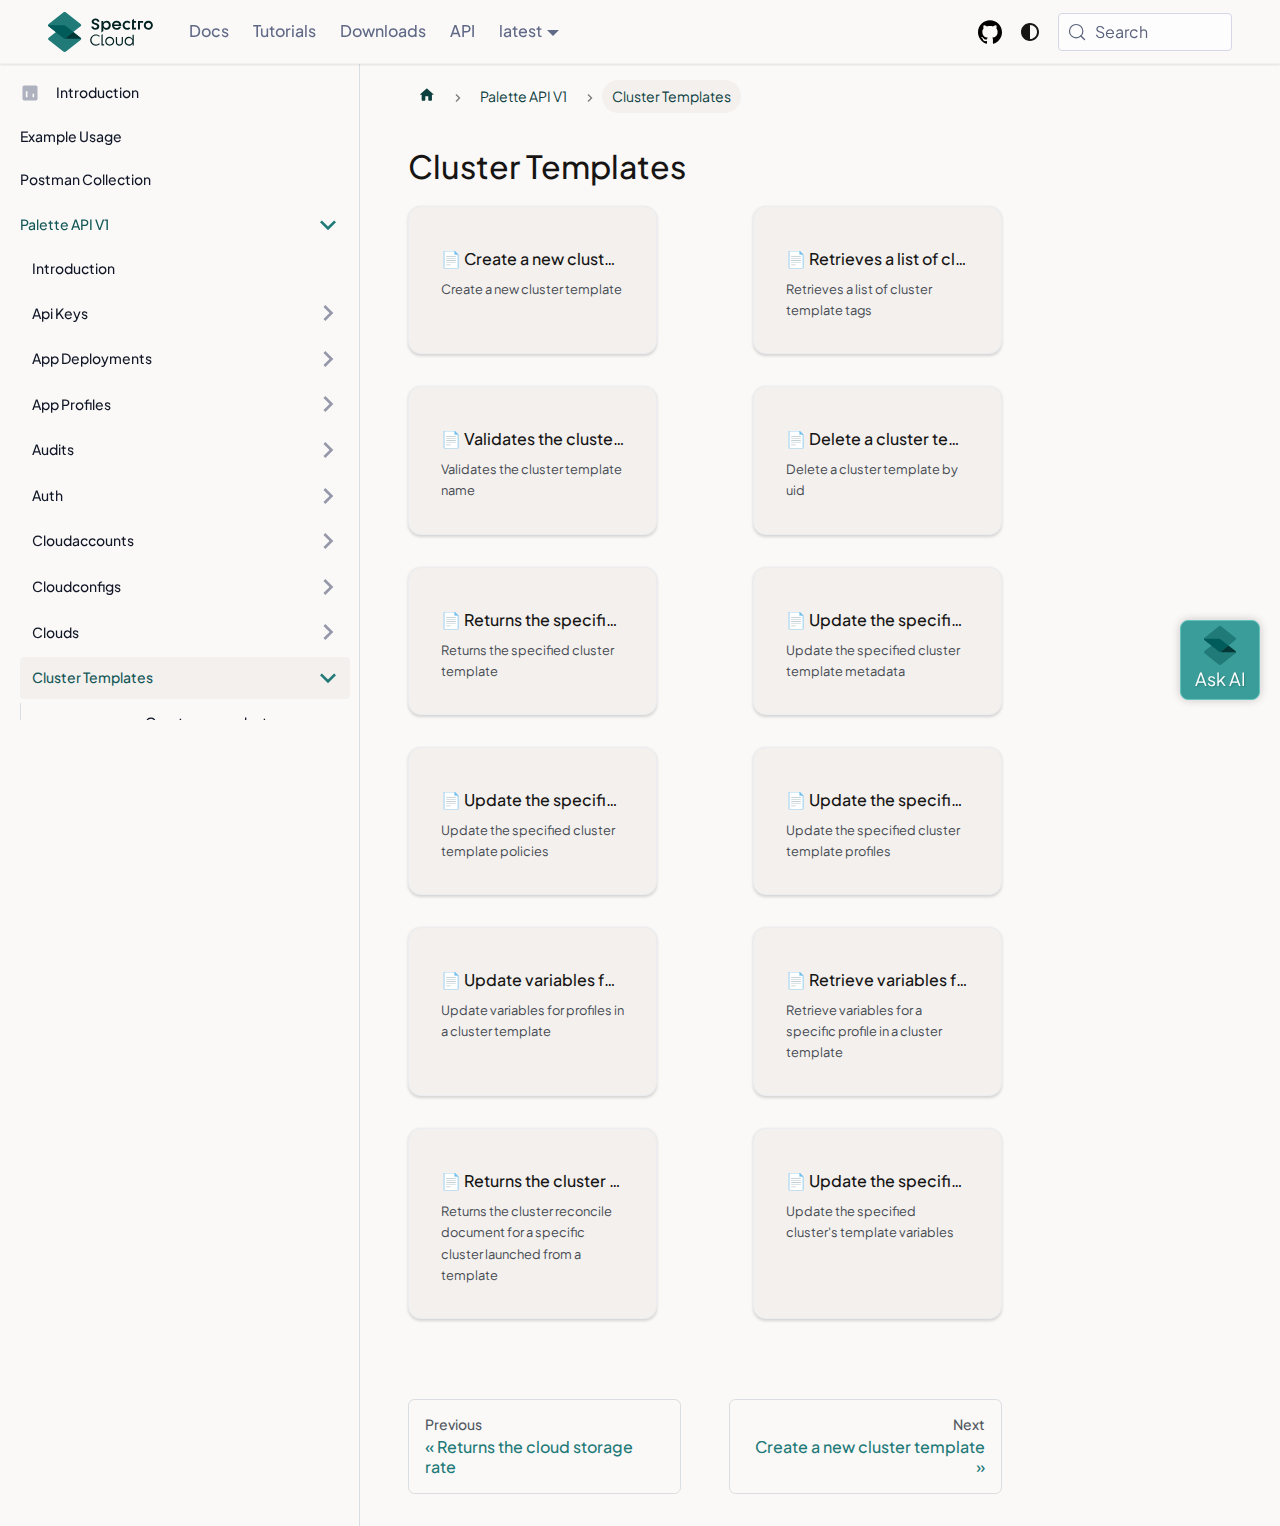 Spectro Cloud
Docs
Tutorials
Downloads
API
latest
Search
Introduction
Example Usage
Postman Collection
Palette API V1
Introduction
Api Keys
App Deployments
App Profiles
Audits
Auth
Cloudaccounts
Cloudconfigs
Clouds
Cluster Templates
Palette API V1
Cluster Templates
Cluster Templates
Create a new clust...
Create a new cluster template
Retrieves a list of cl...
Retrieves a list of cluster
template tags
Validates the cluste...
Validates the cluster template
name
Delete a cluster te...
Delete a cluster template by
uid
Returns the specifi...
Returns the specified cluster
template
Update the specifi...
Update the specified cluster
template metadata
Update the specifi...
Update the specified cluster
template policies
Update the specifi...
Update the specified cluster
template profiles
Update variables f...
Update variables for profiles in
a cluster template
Retrieve variables f...
Retrieve variables for a
specific profile in a cluster
template
Returns the cluster ...
Returns the cluster reconcile
document for a specific
cluster launched from a
template
Update the specifi...
Update the specified
cluster's template variables
Previous
« Returns the cloud storage
rate
Next
Create a new cluster template
»
Ask AI